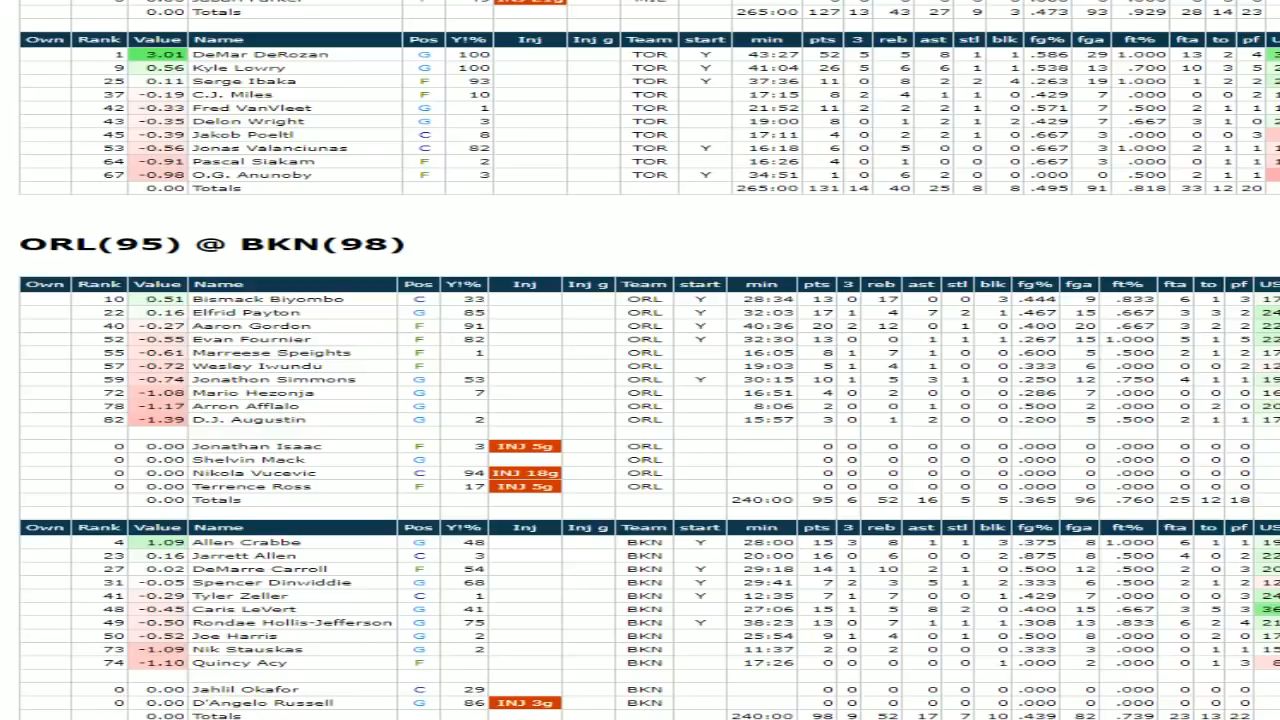 0.00 Totals 265:00 127 13 43 27 9 3 .473 93 .929 28 14 23
Own Rank Value Name Pos Y!% Inj Inj g Team start min pts 3 reb ast stl blk fg% fga ft% fta to pf
1 3.01 DeMar DeRozan G 100 TOR Y 43:27 52 5 5 8 1 1 .586 29 1.000 13 2 4
9 0.56 Kyle Lowry G 100 TOR Y 41:04 26 5 6 6 1 1 .538 13 .700 10 3 5
25 0.11 Serge Ibaka F 93 TOR Y 37:36 11 0 8 2 2 4 .263 19 1.000 1 2 2
37 -0.19 C.J. Miles F 10 TOR 17:15 8 2 4 1 1 0 .429 7 .000 0 2 1
42 -0.33 Fred VanVleet G 1 TOR 21:52 11 2 2 2 1 0 .571 7 .500 2 1 1
43 -0.35 Delon Wright G 3 TOR 19:00 8 0 1 2 1 2 .429 7 .667 3 1 0
45 -0.39 Jakob Poeltl C 8 TOR 17:11 4 0 2 2 1 0 .667 3 .000 0 0 3
53 -0.56 Jonas Valanciunas C 82 TOR Y 16:18 6 0 5 0 0 0 .667 3 1.000 2 1 1
64 -0.91 Pascal Siakam F 2 TOR 16:26 4 0 1 0 0 0 .667 3 .000 0 0 2
67 -0.98 O.G. Anunoby F 3 TOR Y 34:51 1 0 6 2 0 0 .000 0 .500 2 1 1
0.00 Totals 265:00 131 14 40 25 8 8 .495 91 .818 33 12 20
ORL(95) @ BKN(98)
Own Rank Value Name Pos Y!% Inj Inj g Team start min pts 3 reb ast stl blk fg% fga ft% fta to pf
10 0.51 Bismack Biyombo C 33 ORL Y 28:34 13 0 17 0 0 3 .444 9 .833 6 1 3 17
22 0.16 Elfrid Payton G 85 ORL Y 32:03 17 1 4 7 2 1 .467 15 .667 3 3 2 24
40 -0.27 Aaron Gordon F 91 ORL Y 40:36 20 2 12 0 1 0 .400 20 .667 3 2 2 22
52 -0.55 Evan Fournier F 82 ORL Y 32:30 13 0 0 1 1 1 .267 15 1.000 5 1 5 22
55 -0.61 Marreese Speights F 1 ORL 16:05 8 1 7 1 0 0 .600 5 .500 2 1 2 17
57 -0.72 Wesley Iwundu F ORL 19:03 5 1 4 1 0 0 .333 6 .000 0 0 2 12
59 -0.74 Jonathon Simmons G 53 ORL Y 30:15 10 1 5 3 1 0 .250 12 .750 4 1 1 19
72 -1.08 Mario Hezonja G 7 ORL 16:51 4 0 2 0 0 0 .286 7 .000 0 0 2 16
78 -1.17 Arron Afflalo G ORL 8:06 2 0 0 1 0 0 .500 2 .000 0 2 0
82 -1.39 D.J. Augustin G 2 ORL 15:57 3 0 1 2 0 0 .200 5 .500 2 1 1 17
0 0.00 Jonathan Isaac F 3 INJ 5g ORL 0 0 0 0 0 0 .000 0 .000 0 0 0
0 0.00 Shelvin Mack G ORL 0 0 0 0 0 0 .000 0 .000 0 0 0
0 0.00 Nikola Vucevic C 94 INJ 18g ORL 0 0 0 0 0 0 .000 0 .000 0 0 0
0 0.00 Terrence Ross F 17 INJ 5g ORL 0 0 0 0 0 0 .000 0 .000 0 0 0
0.00 Totals 240:00 95 6 52 16 5 5 .365 96 .760 25 12 18
Own Rank Value Name Pos Y!% Inj Inj g Team start min pts 3 reb ast stl blk fg% fga ft% fta to pf
4 1.09 Allen Crabbe G 48 BKN Y 28:00 15 3 8 1 1 3 .375 8 1.000 6 1 1 19
23 0.16 Jarrett Allen C 3 BKN 20:00 16 0 6 0 0 2 .875 8 .500 4 0 2 22
27 0.02 DeMarre Carroll F 54 BKN Y 29:18 14 1 10 2 1 0 .500 12 .500 2 0 3 20
31 -0.05 Spencer Dinwiddie G 68 BKN Y 29:41 7 2 3 5 1 2 .333 6 .500 2 1 2 12
41 -0.29 Tyler Zeller C 1 BKN Y 12:35 7 1 7 0 0 1 .429 7 .000 0 1 2 24
48 -0.45 Caris LeVert G 41 BKN 27:06 15 1 5 8 2 0 .400 15 .667 3 5 3 36
49 -0.50 Rondae Hollis-Jefferson G 75 BKN Y 38:23 13 0 7 1 1 1 .308 13 .833 6 2 4 21
50 -0.52 Joe Harris G 2 BKN 25:54 9 1 4 0 1 0 .500 8 .000 0 2 0 17
73 -1.09 Nik Stauskas G 2 BKN 11:37 2 0 2 0 0 0 .333 3 .000 0 1 1 15
74 -1.10 Quincy Acy F BKN 17:26 0 0 0 0 0 1 .000 2 .000 0 1 3 8
0 0.00 Jahlil Okafor C 29 BKN 0 0 0 0 0 0 .000 0 .000 0 0 0
0 0.00 D'Angelo Russell G 86 INJ 3g BKN 0 0 0 0 0 0 .000 0 .000 0 0 0
0.00 Totals 240:00 98 9 52 17 7 10 .439 82 .739 23 13 22